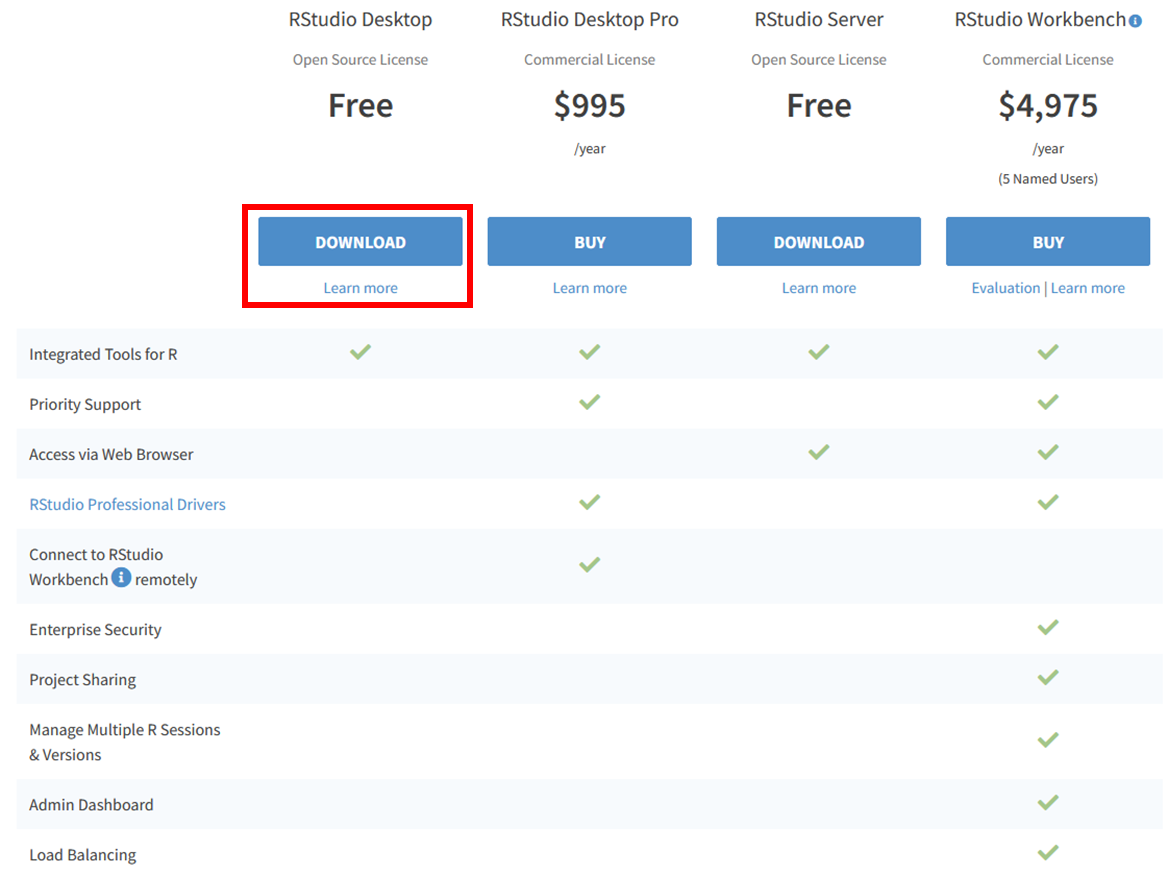 RStudio Desktop
RStudio Desktop Pro
RStudio Server
RStudio Workbench
Open Source License
Commercial License
Open Source License
Commercial License
Free
$995
Free
$4,975
/year
/year
(5 Named Users)
DOWNLOAD
BUY
DOWNLOAD
BUY
Learn more
Learn more
Learn more
Evaluation | Learn more
Integrated Tools for R
Priority Support
Access via Web Browser
RStudio Professional Drivers
Connect to RStudio
Workbench i remotely
Enterprise Security
Project Sharing
Manage Multiple R Sessions
& Versions
Admin Dashboard
Load Balancing